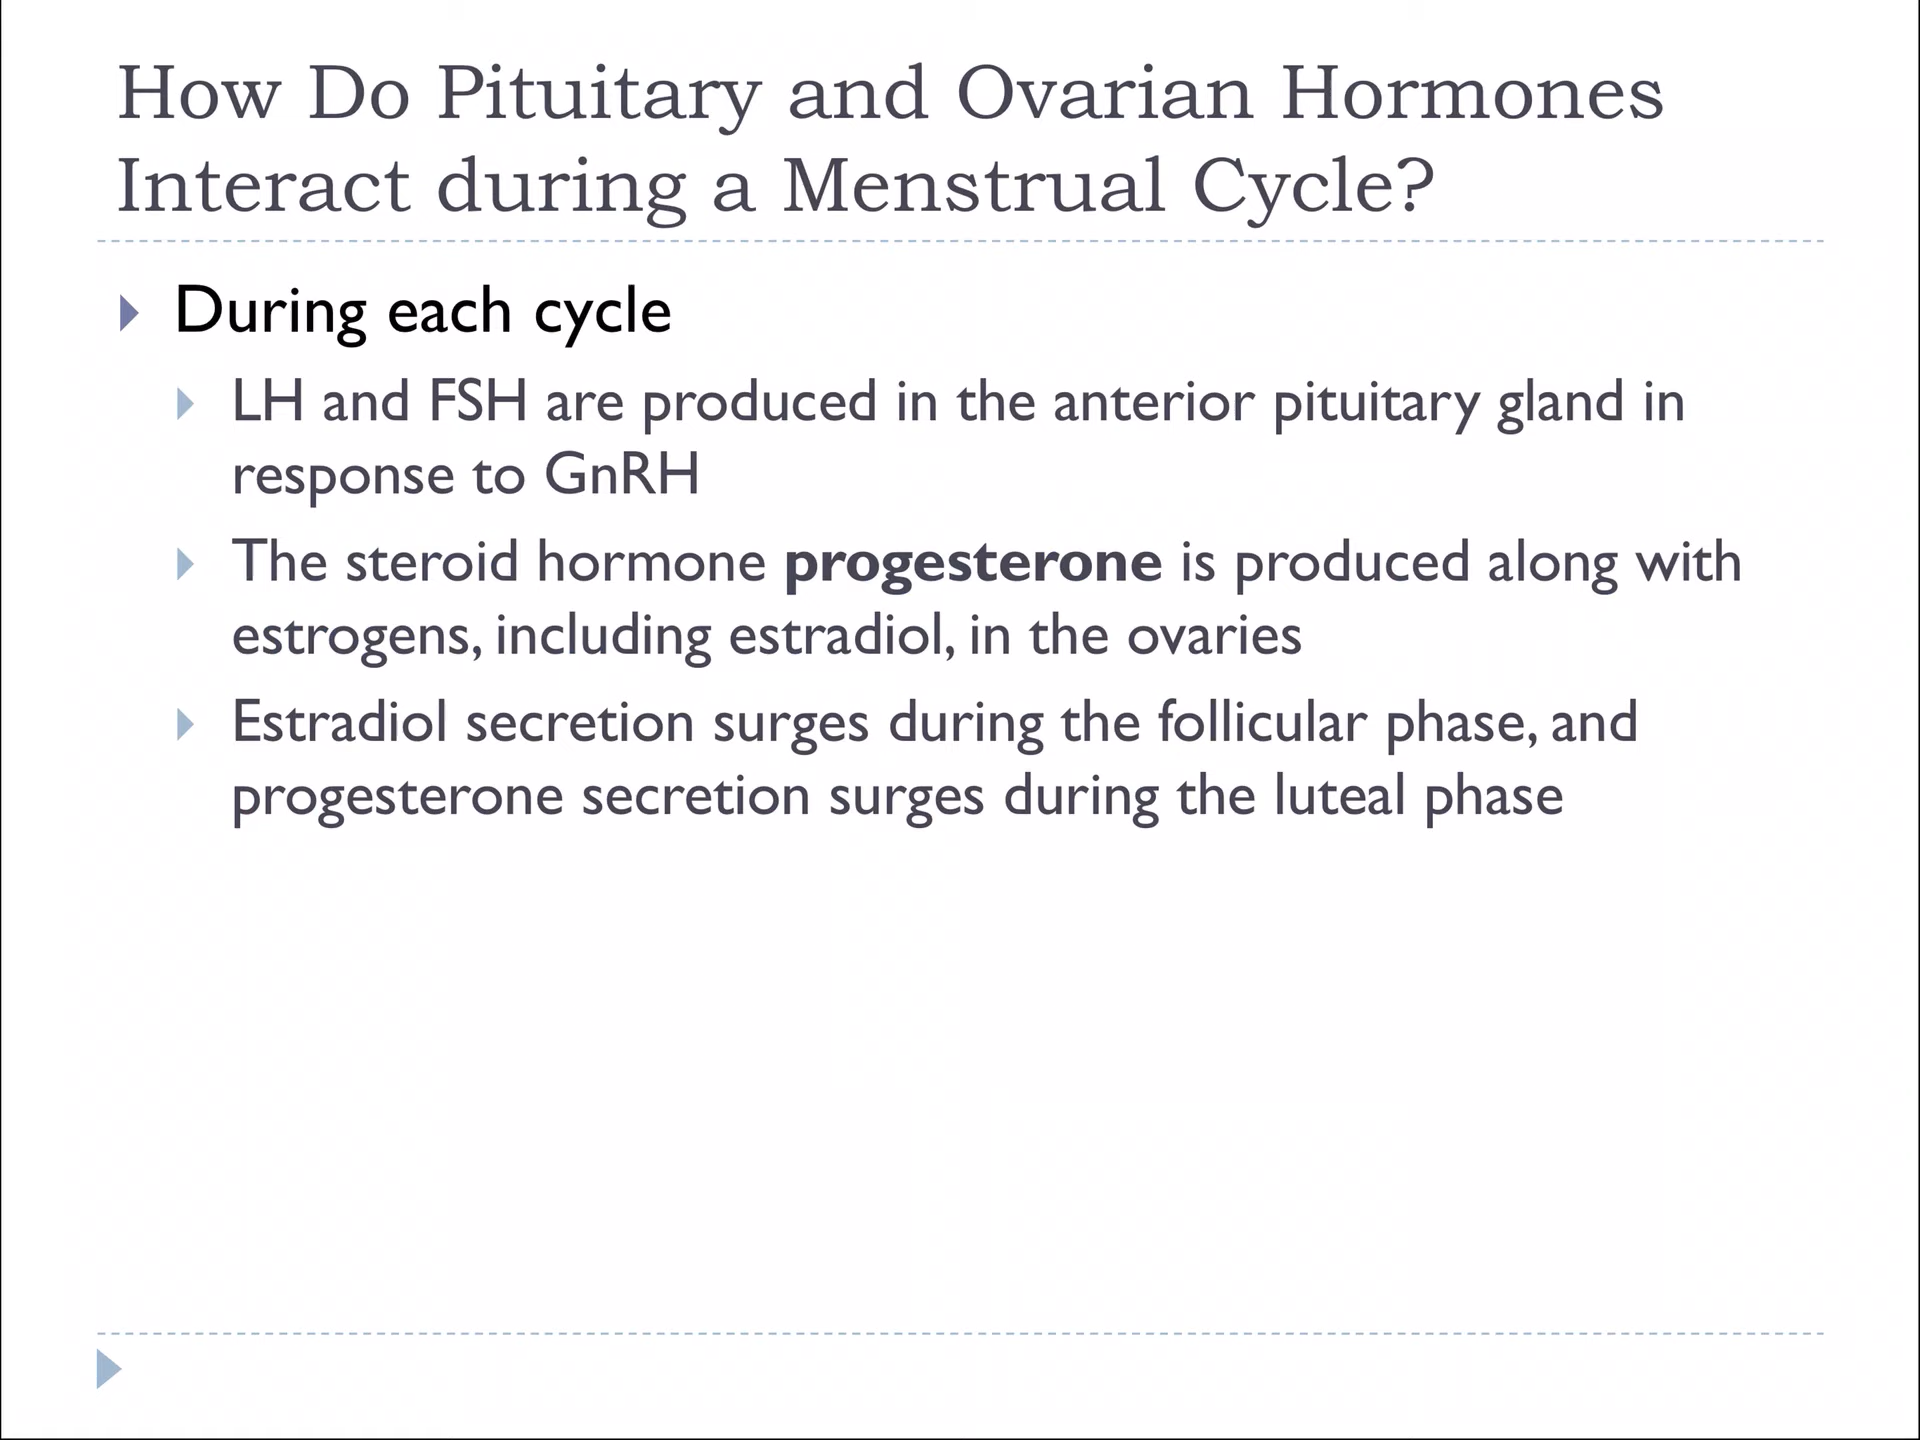 How Do Pituitary and Ovarian Hormones
Interact during a Menstrual Cycle?
During each cycle
LH and FSH are produced in the anterior pituitary gland in
response to GnRH
The steroid hormone progesterone is produced along with
estrogens, including estradiol, in the ovaries
Estradiol secretion surges during the follicular phase, and
progesterone secretion surges during the luteal phase